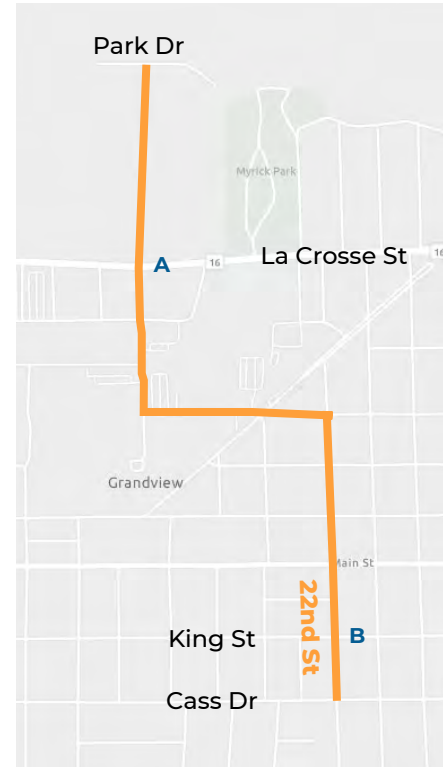 Park Dr
Myrick Park
La Crosse St
16
A
16
Grandview
Main St
22nd St
King St
B
Cass Dr